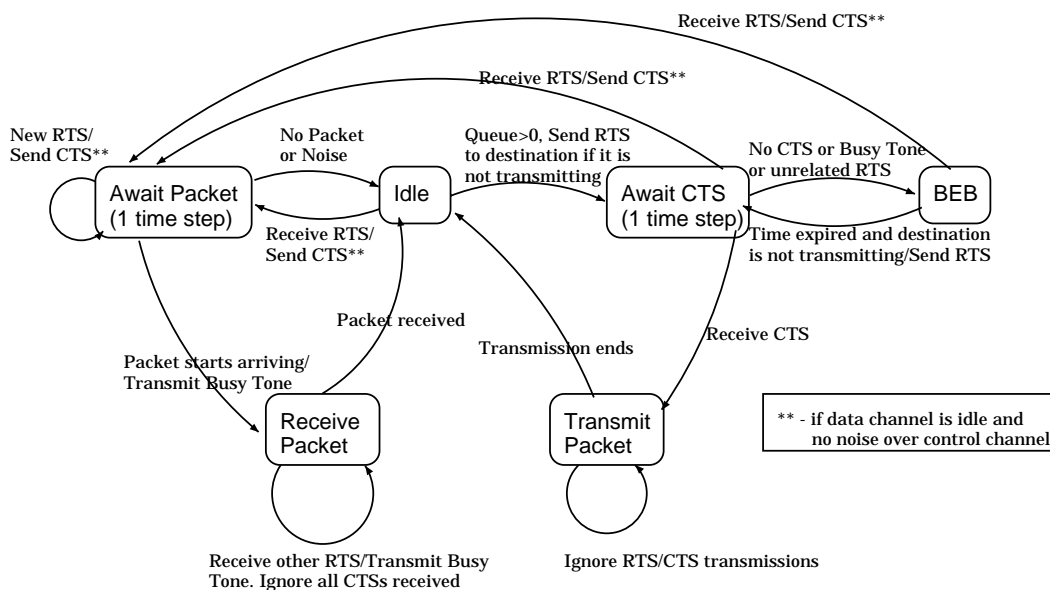 Receive RTS/Send CTS**
Receive RTS/Send CTS**
New RTS/
Send CTS**
No Packet
or Noise
Queue>0, Send RTS
to destination if it is
not transmitting
No CTS or Busy Tone
or unrelated RTS
Await Packet
(1 time step)
Idle
Await CTS
(1 time step)
BEB
Receive RTS/
Send CTS**
Time expired and destination
is not transmitting/Send RTS
Packet received
Transmission ends
Receive CTS
Packet starts arriving/
Transmit Busy Tone
Receive
Packet
Transmit
Packet
** - if data channel is idle and
no noise over control channel
Receive other RTS/Transmit Busy
Tone. Ignore all CTSs received
Ignore RTS/CTS transmissions